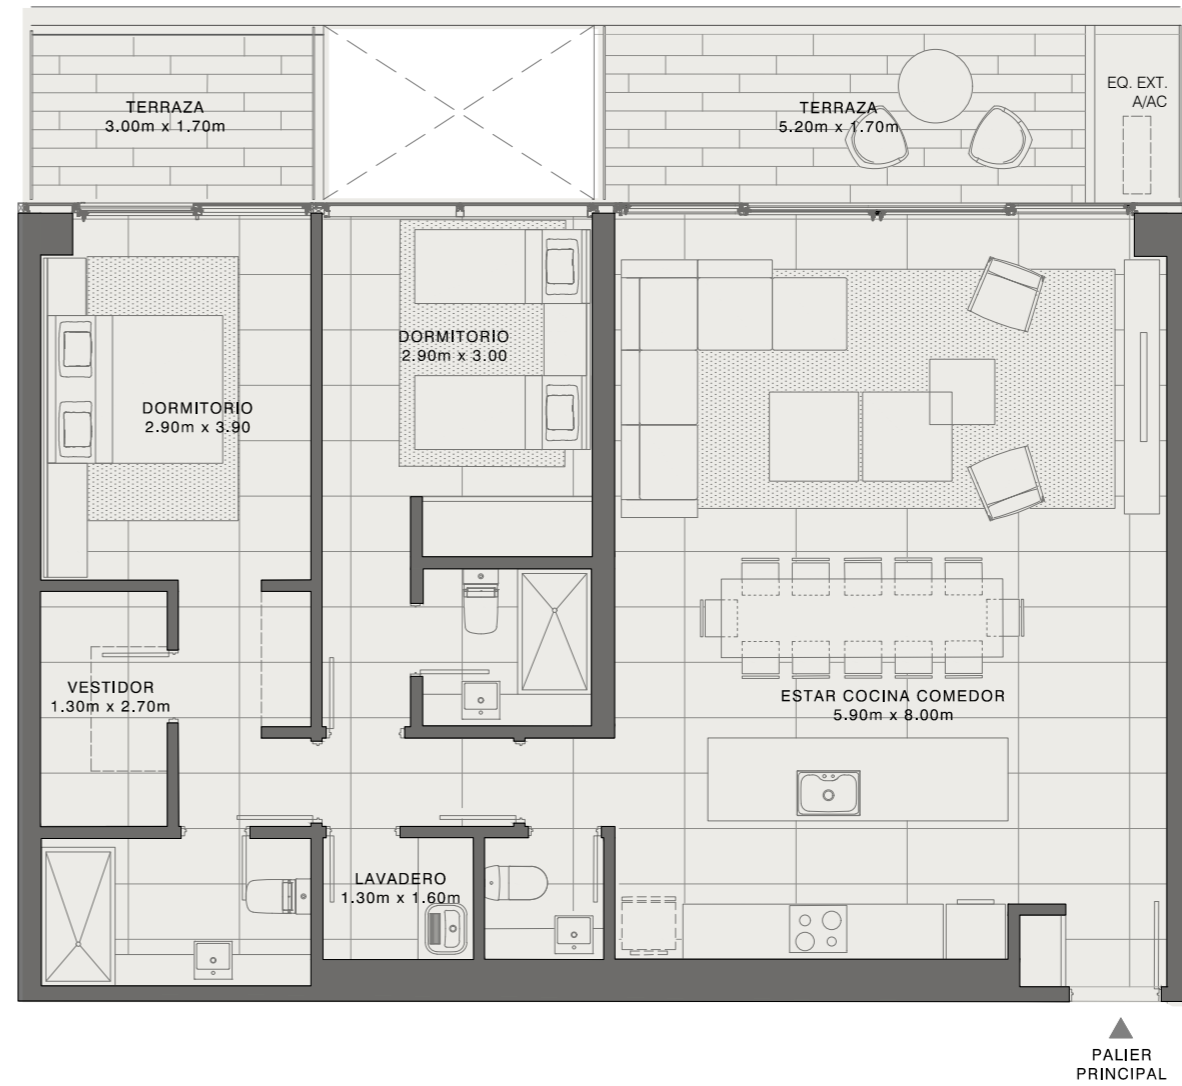 TERRAZA
3.00m x 1.70m
TERRAZA
5.20m x 1.70m
EQ. EXT.
A/AC
DORMITORIO
2.90m x 3.00
DORMITORIO
2.90m x 3.90
VESTIDOR
1.30m x 2.70m
ESTAR COCINA COMEDOR
5.90m x 8.00m
LAVADERO
1.30m x 1.60m
PALIER
PRINCIPAL